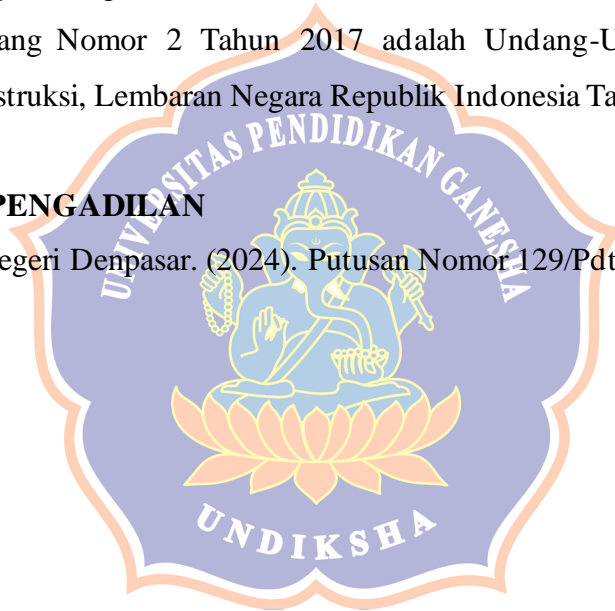 ang Nomor 2 Tahun 2017 adalah Undang-U
struksi, Lembaran Negara Republik Indonesia Ta
UNIVERSITAS PENDIDIKAN GANESHA
PENGADILAN
egeri Denpasar. (2024). Putusan Nomor 129/Pdt
UNDIKSHA